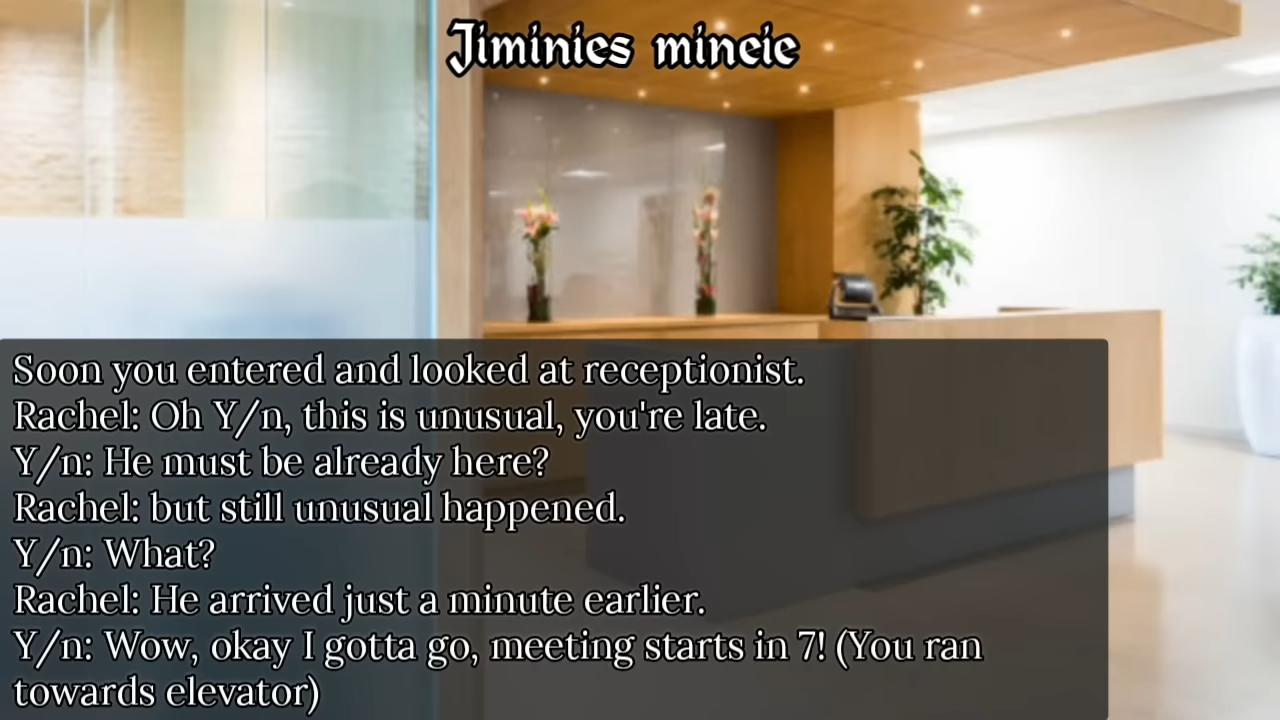 Jiminies mincie
Soon you entered and looked at receptionist.
Rachel: Oh Y/n, this is unusual, you're late.
Y/n: He must be already here?
Rachel: but still unusual happened.
Y/n: What?
Rachel: He arrived just a minute earlier.
Y/n: Wow, okay I gotta go, meeting starts in 7! (You ran
towards elevator)